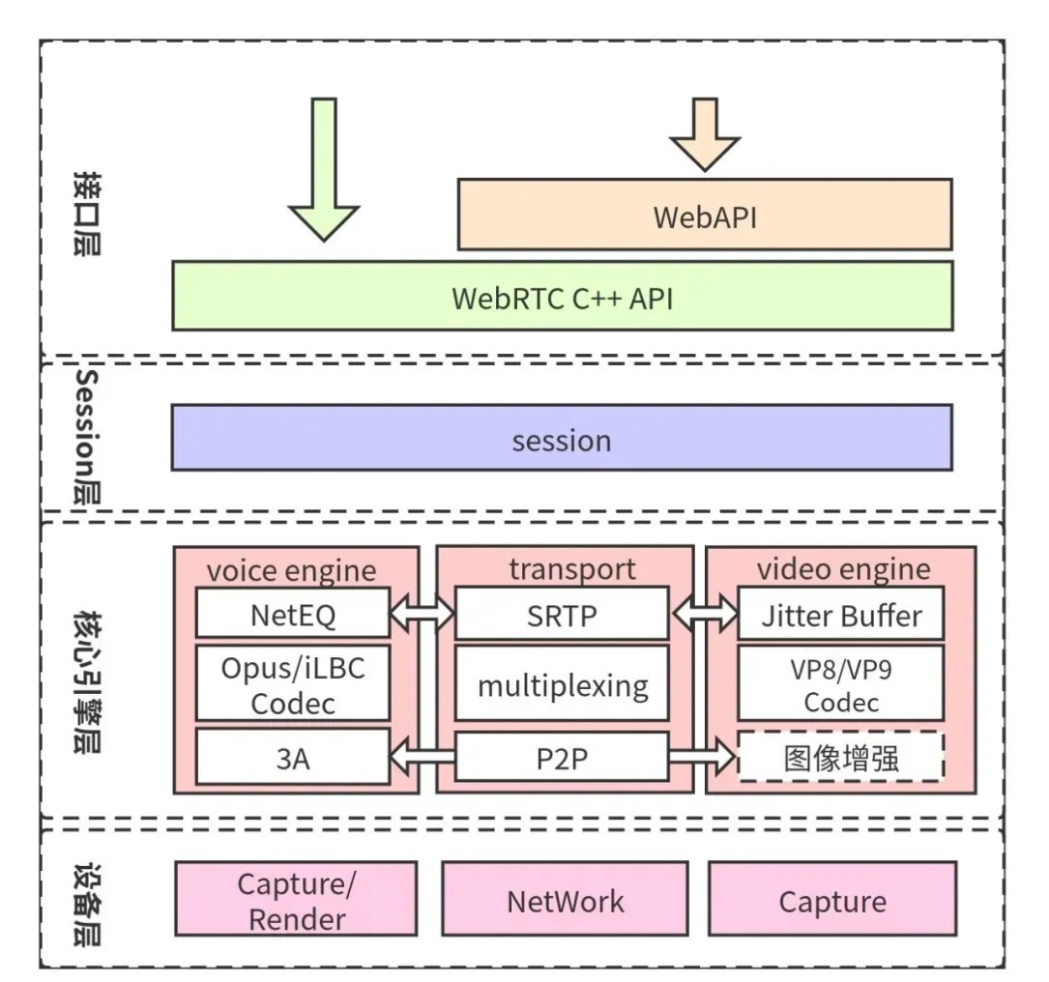 接口层
WebAPI
WebRTC C++ API
Session层
session
核心引擎层
voice engine
NetEQ
Opus/iLBC
Codec
3A
transport
SRTP
multiplexing
P2P
video engine
Jitter Buffer
VP8/VP9
Codec
图像增强
设备层
Capture/
Render
NetWork
Capture